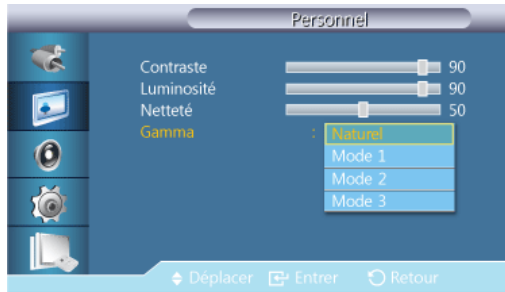 Personnel
Contraste 90
Luminosité 90
Netteté 50
Gamma : Naturel
Mode 1
Mode 2
Mode 3
Déplacer Entrer Retour